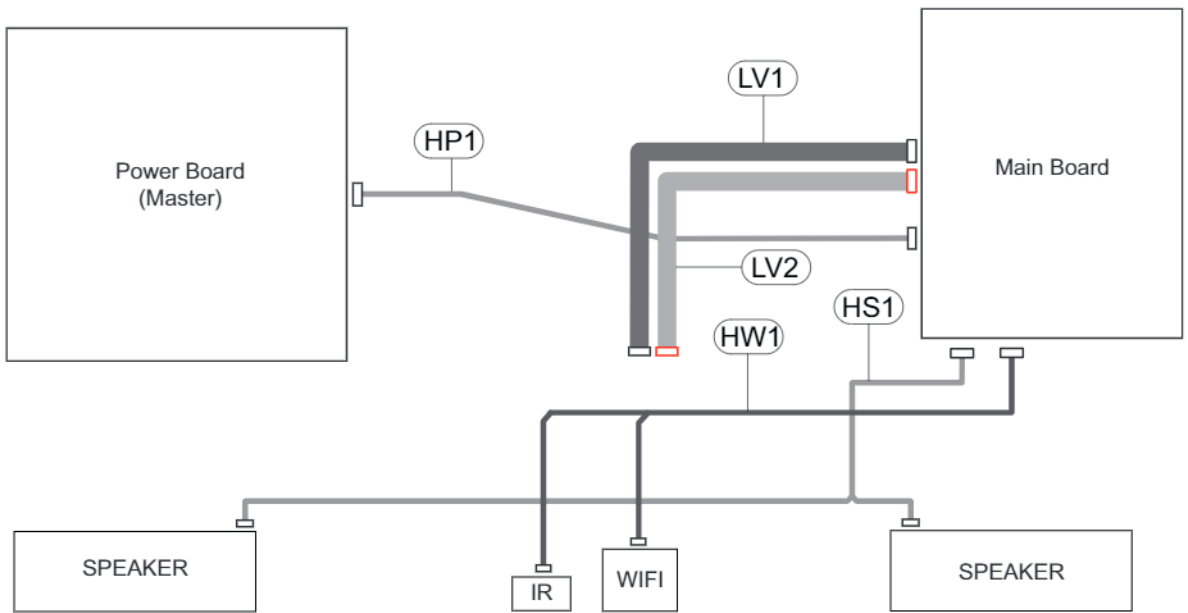 LV1
HP1
Power Board
(Master)
Main Board
LV2
HS1
HW1
SPEAKER
IR
WIFI
SPEAKER